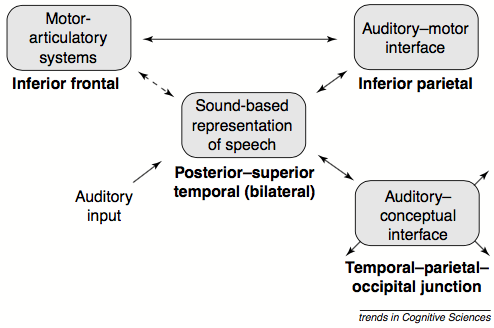 Motor-
articulatory
systems
Inferior frontal
Auditory–motor
interface
Inferior parietal
Sound-based
representation
of speech
Posterior–superior
temporal (bilateral)
Auditory
input
Auditory–
conceptual
interface
Temporal–parietal–
occipital junction
trends in Cognitive Sciences